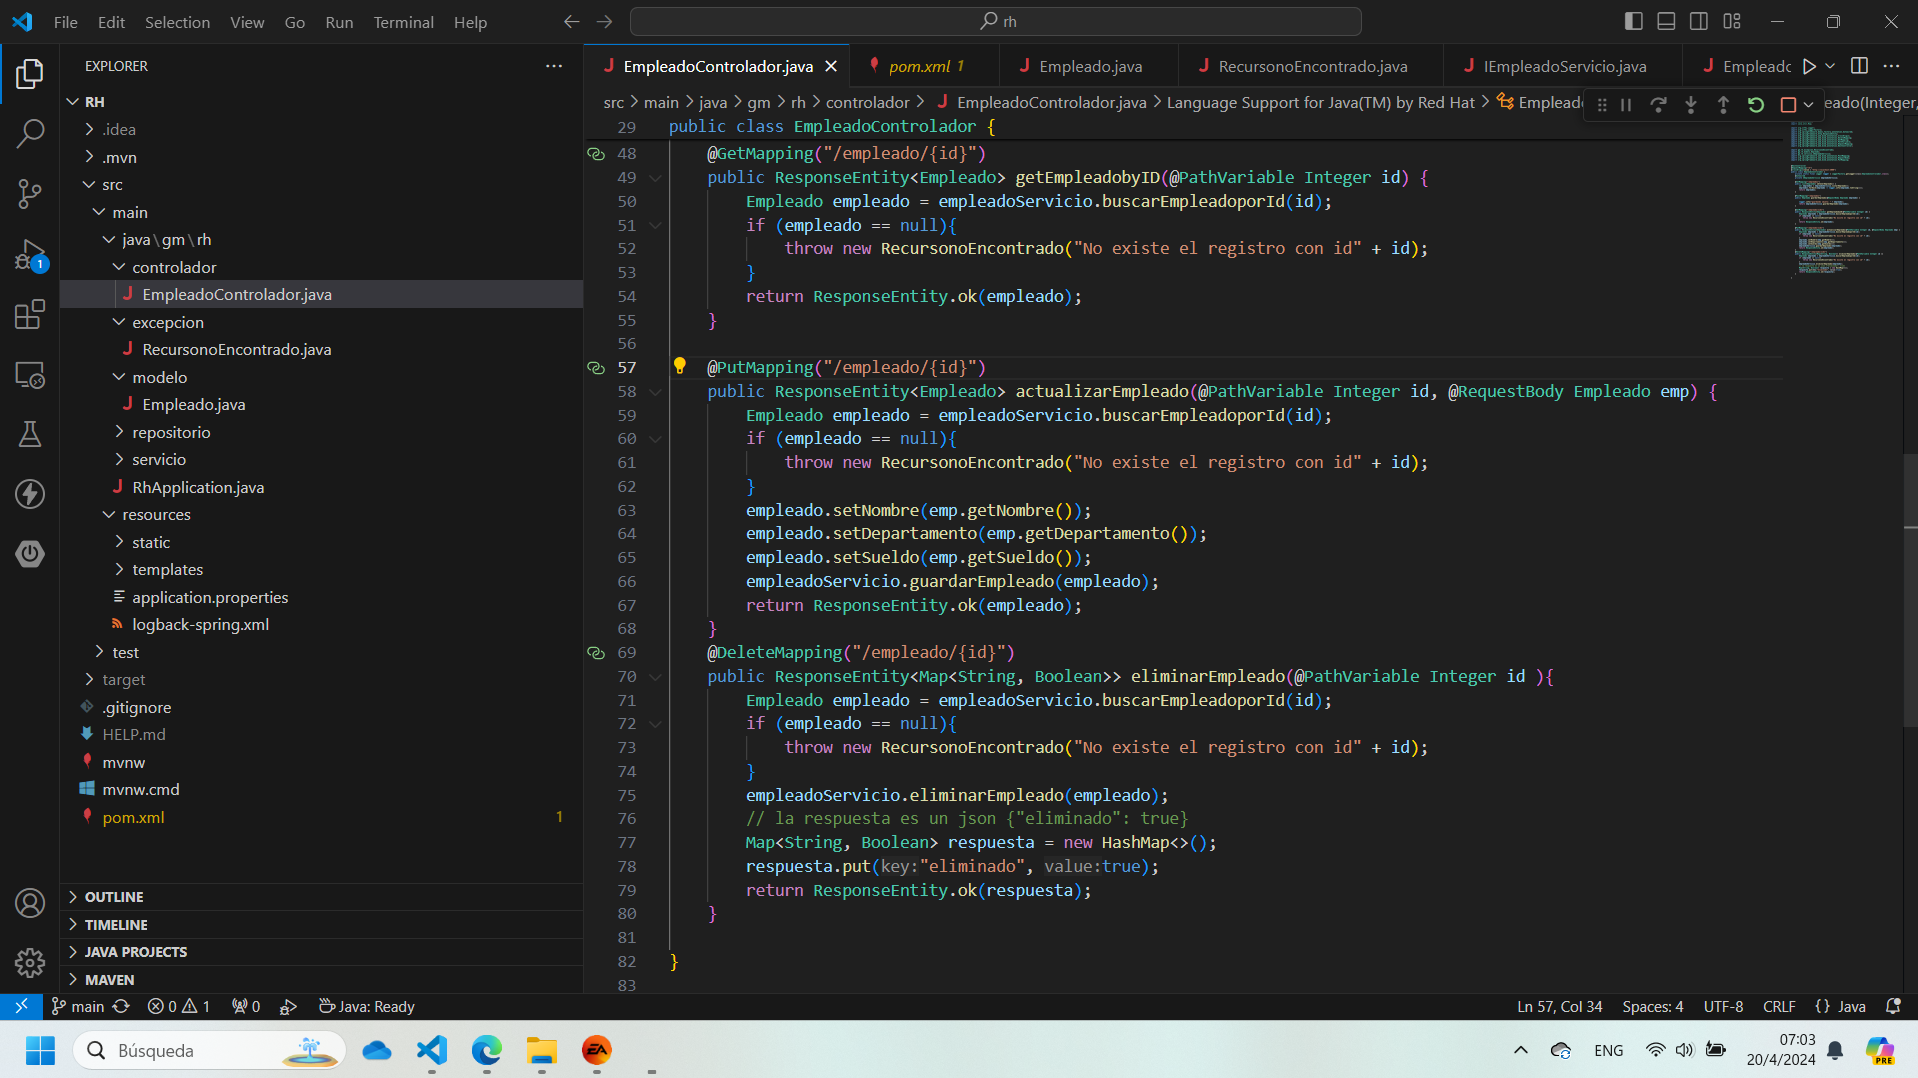 File Edit Selection View Go Run Terminal Help
rh
EXPLORER
RH
.idea
.mvn
src
main
java\gm\rh
controlador
EmpleadoControlador.java
excepcion
RecursonoEncontrado.java
modelo
Empleado.java
repositorio
servicio
RhApplication.java
resources
static
templates
application.properties
logback-spring.xml
test
target
.gitignore
HELP.md
mvnw
mvnw.cmd
pom.xml 1
OUTLINE
TIMELINE
JAVA PROJECTS
MAVEN
1
EmpleadoControlador.java pom.xml 1 Empleado.java RecursonoEncontrado.java IEmpleadoServicio.java Empleadc
src > main > java > gm > rh > controlador > EmpleadoControlador.java > Language Support for Java(TM) by Red Hat > Emplead eado(Integer,
29 public class EmpleadoControlador {
48 @GetMapping("/empleado/{id}")
49 public ResponseEntity<Empleado> getEmpleadobyID(@PathVariable Integer id) {
50 Empleado empleado = empleadoServicio.buscarEmpleadoporId(id);
51 if (empleado == null){
52 throw new RecursonoEncontrado("No existe el registro con id" + id);
53 }
54 return ResponseEntity.ok(empleado);
55 }
56
57 @PutMapping("/empleado/{id}")
58 public ResponseEntity<Empleado> actualizarEmpleado(@PathVariable Integer id, @RequestBody Empleado emp) {
59 Empleado empleado = empleadoServicio.buscarEmpleadoporId(id);
60 if (empleado == null){
61 throw new RecursonoEncontrado("No existe el registro con id" + id);
62 }
63 empleado.setNombre(emp.getNombre());
64 empleado.setDepartamento(emp.getDepartamento());
65 empleado.setSueldo(emp.getSueldo());
66 empleadoServicio.guardarEmpleado(empleado);
67 return ResponseEntity.ok(empleado);
68 }
69 @DeleteMapping("/empleado/{id}")
70 public ResponseEntity<Map<String, Boolean>> eliminarEmpleado(@PathVariable Integer id ){
71 Empleado empleado = empleadoServicio.buscarEmpleadoporId(id);
72 if (empleado == null){
73 throw new RecursonoEncontrado("No existe el registro con id" + id);
74 }
75 empleadoServicio.eliminarEmpleado(empleado);
76 // la respuesta es un json {"eliminado": true}
77 Map<String, Boolean> respuesta = new HashMap<>();
78 respuesta.put(key:"eliminado", value:true);
79 return ResponseEntity.ok(respuesta);
80 }
81
82 }
83
main 0 1 0 Java: Ready Ln 57, Col 34 Spaces: 4 UTF-8 CRLF {} Java
Búsqueda
EA
ENG
07:03
20/4/2024
PRE